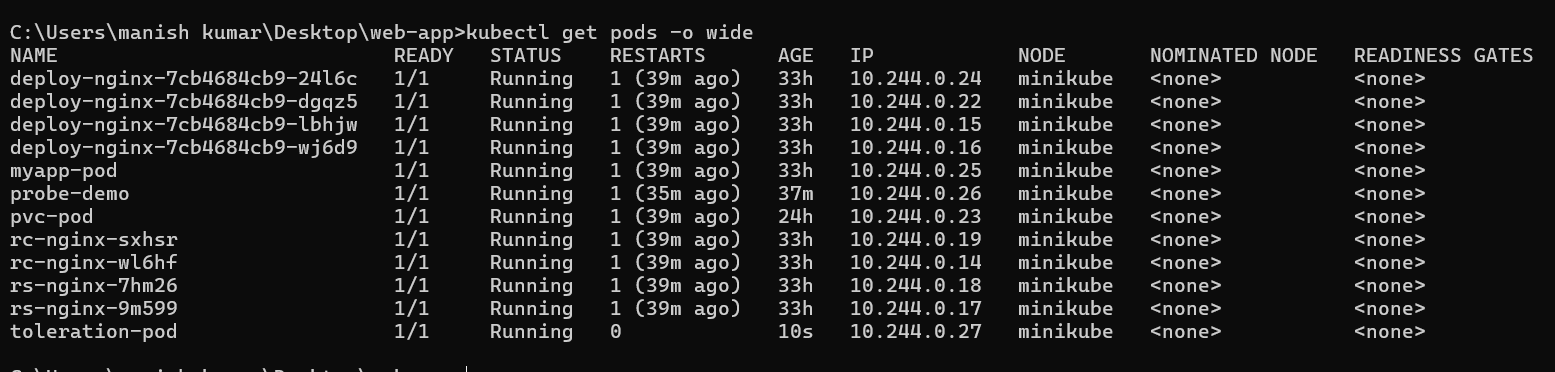 C:\Users\manish kumar\Desktop\web-app>kubectl get pods -o wide
NAME READY STATUS RESTARTS AGE IP NODE NOMINATED NODE READINESS GATES
deploy-nginx-7cb4684cb9-24l6c 1/1 Running 1 (39m ago) 33h 10.244.0.24 minikube <none> <none>
deploy-nginx-7cb4684cb9-dgqz5 1/1 Running 1 (39m ago) 33h 10.244.0.22 minikube <none> <none>
deploy-nginx-7cb4684cb9-lbhjw 1/1 Running 1 (39m ago) 33h 10.244.0.15 minikube <none> <none>
deploy-nginx-7cb4684cb9-wj6d9 1/1 Running 1 (39m ago) 33h 10.244.0.16 minikube <none> <none>
myapp-pod 1/1 Running 1 (39m ago) 33h 10.244.0.25 minikube <none> <none>
probe-demo 1/1 Running 1 (35m ago) 37m 10.244.0.26 minikube <none> <none>
pvc-pod 1/1 Running 1 (39m ago) 24h 10.244.0.23 minikube <none> <none>
rc-nginx-sxhsr 1/1 Running 1 (39m ago) 33h 10.244.0.19 minikube <none> <none>
rc-nginx-wl6hf 1/1 Running 1 (39m ago) 33h 10.244.0.14 minikube <none> <none>
rs-nginx-7hm26 1/1 Running 1 (39m ago) 33h 10.244.0.18 minikube <none> <none>
rs-nginx-9m599 1/1 Running 1 (39m ago) 33h 10.244.0.17 minikube <none> <none>
toleration-pod 1/1 Running 0 10s 10.244.0.27 minikube <none> <none>